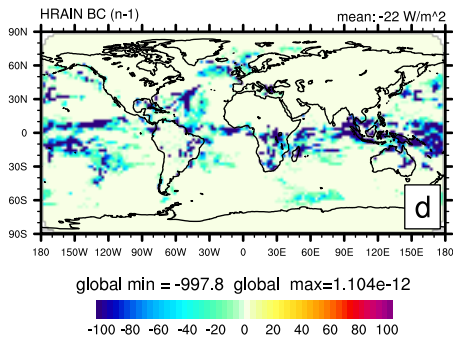 HRAIN BC (n-1) mean: -22 W/m^2
90N
60N
30N
0
30S
60S
90S
d
180 150W 120W 90W 60W 30W 0 30E 60E 90E 120E 150E 180
global min = -997.8 global max=1.104e-12
-100 -80 -60 -40 -20 0 20 40 60 80 100